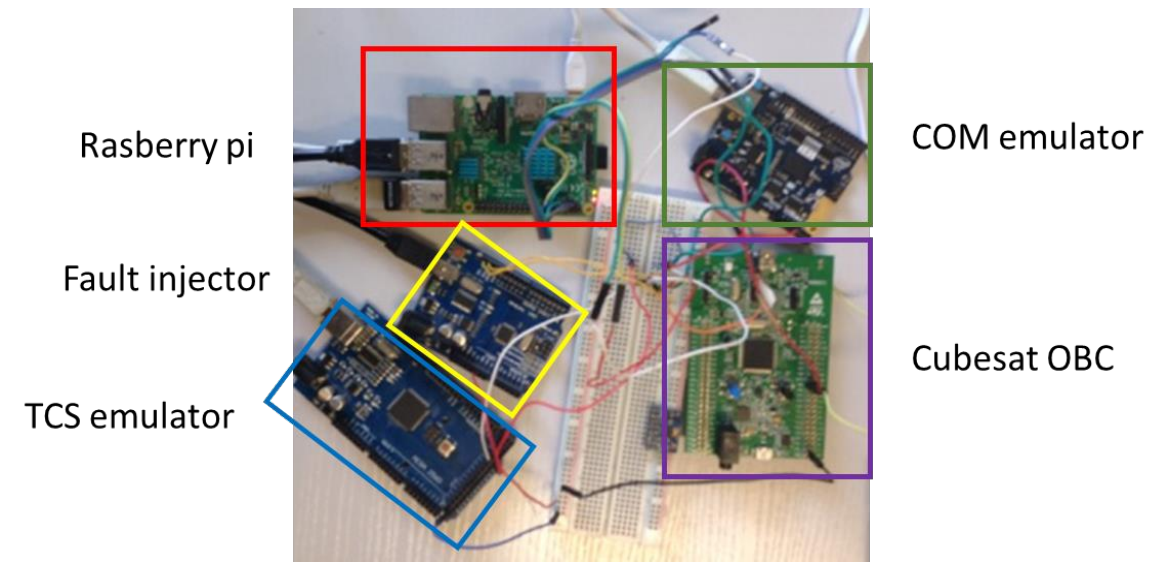 Rasberry pi
COM emulator
Fault injector
Cubesat OBC
TCS emulator